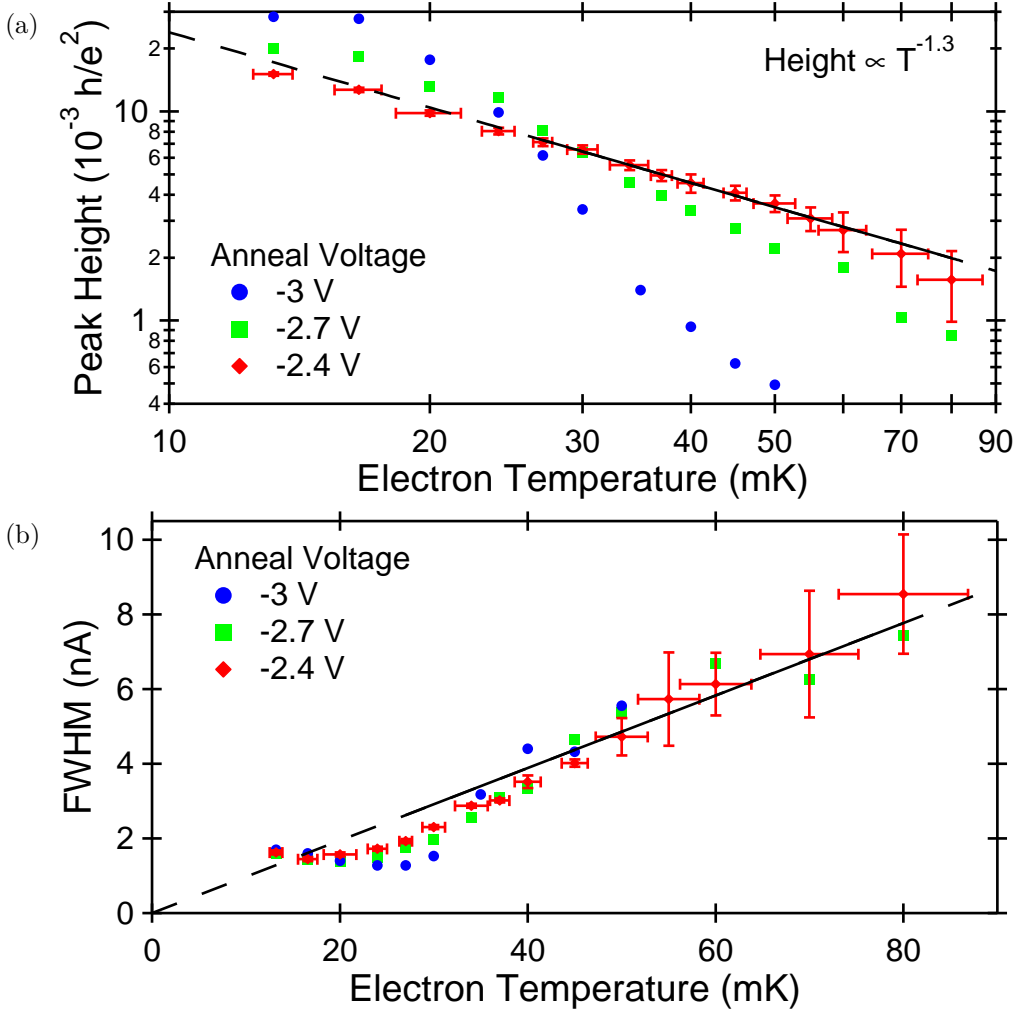 (a)
Height ∝ T^-1.3
Peak Height (10^-3 h/e^2)
2
10
8
6
4
2
1
8
6
4
Anneal Voltage
-3 V
-2.7 V
-2.4 V
10 20 30 40 50 60 70 80 90
Electron Temperature (mK)
(b)
FWHM (nA)
10
8
6
4
2
0
Anneal Voltage
-3 V
-2.7 V
-2.4 V
0 20 40 60 80
Electron Temperature (mK)